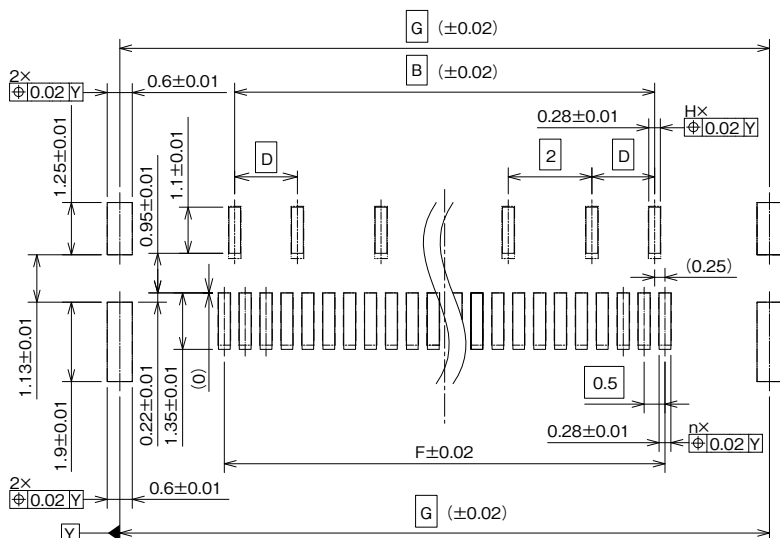 G (±0.02)
B (±0.02)
2×
⌖ 0.02 Y
0.6±0.01
0.28±0.01
H×
⌖ 0.02 Y
D
2
D
1.25±0.01
0.95±0.01
1.1±0.01
(0.25)
1.13±0.01
1.9±0.01
0.22±0.01
1.35±0.01
(0)
0.5
0.28±0.01
n×
⌖ 0.02 Y
F±0.02
2×
⌖ 0.02 Y
0.6±0.01
G (±0.02)
Y